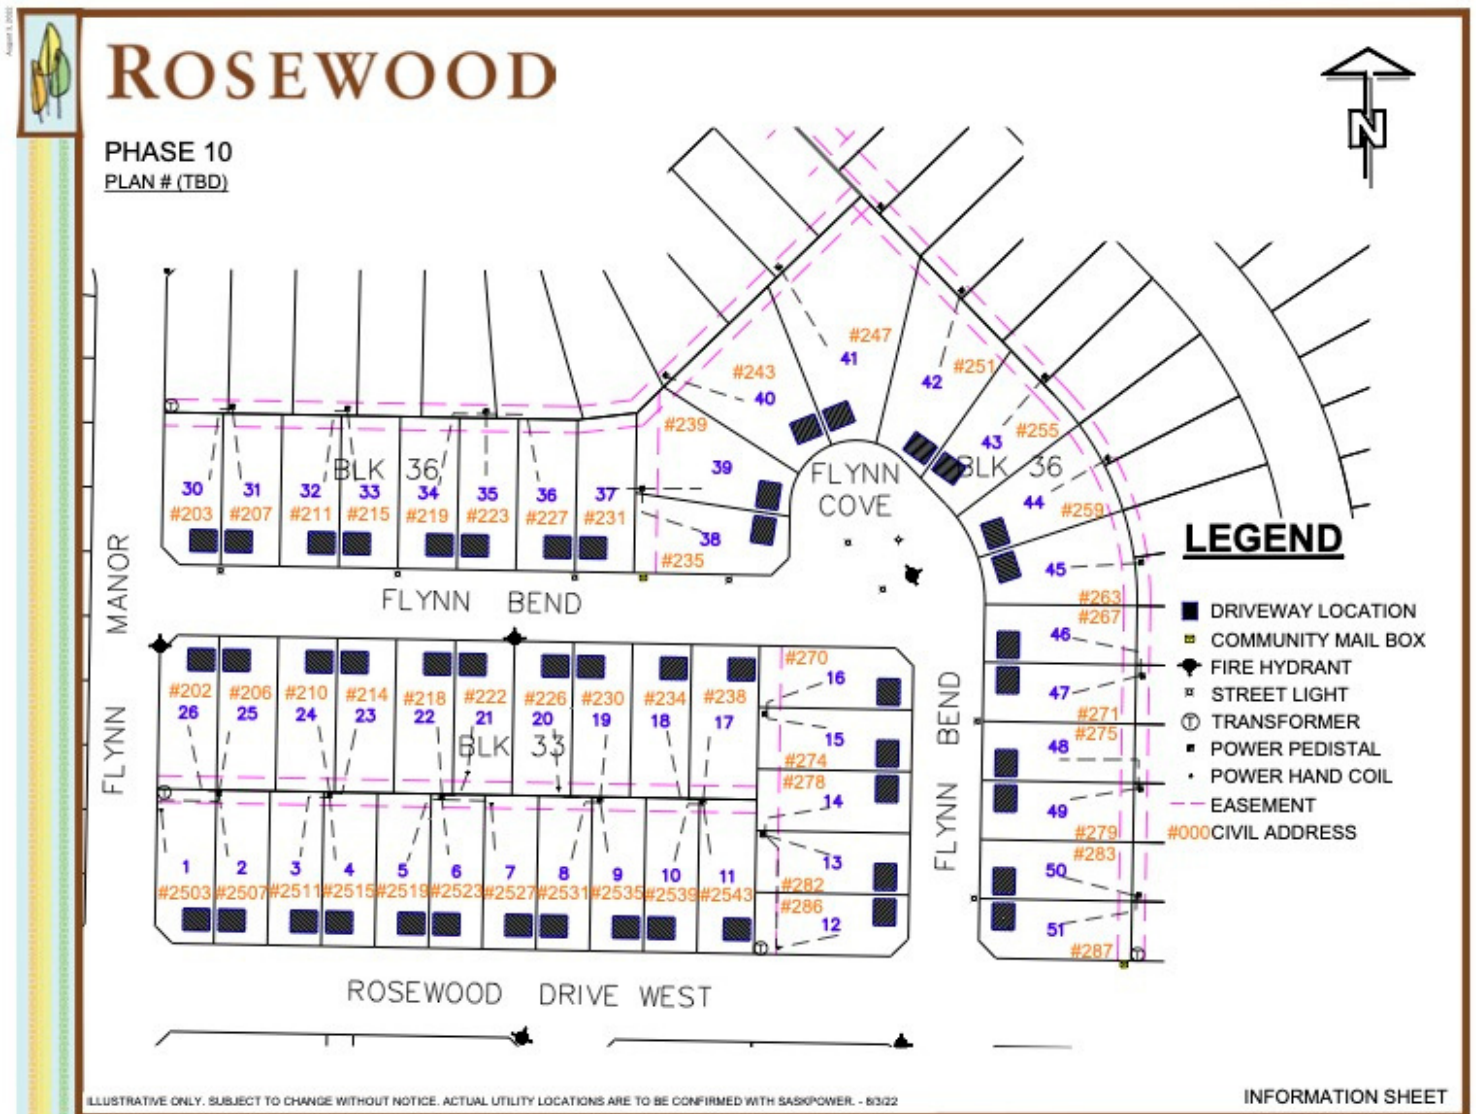 August 3, 2022
ROSEWOOD
PHASE 10
PLAN # (TBD)
N
#247
41
#243
40
#251
42
#239
#255
43
39
BLK 36
FLYNN
COVE
BLK 36
30 31 32 33 34 35 36 37
#203 #207 #211 #215 #219 #223 #227 #231
44
#259
38
#235
45
#263
FLYNN BEND
FLYNN MANOR
#267
46
47
#271
#275
48
49
#279
#283
50
51
#287
#202 #206 #210 #214 #218 #222 #226 #230 #234 #238
26 25 24 23 22 21 20 19 18 17
BLK 33
#270
16
15
#274
#278
14
13
#282
#286
12
FLYNN BEND
1 2 3 4 5 6 7 8 9 10 11
#2503 #2507 #2511 #2515 #2519 #2523 #2527 #2531 #2535 #2539 #2543
T
T
T
T
ROSEWOOD DRIVE WEST
LEGEND
DRIVEWAY LOCATION
COMMUNITY MAIL BOX
FIRE HYDRANT
STREET LIGHT
T TRANSFORMER
POWER PEDISTAL
POWER HAND COIL
EASEMENT
#000 CIVIL ADDRESS
ILLUSTRATIVE ONLY. SUBJECT TO CHANGE WITHOUT NOTICE. ACTUAL UTILITY LOCATIONS ARE TO BE CONFIRMED WITH SASKPOWER. - 8/3/22
INFORMATION SHEET